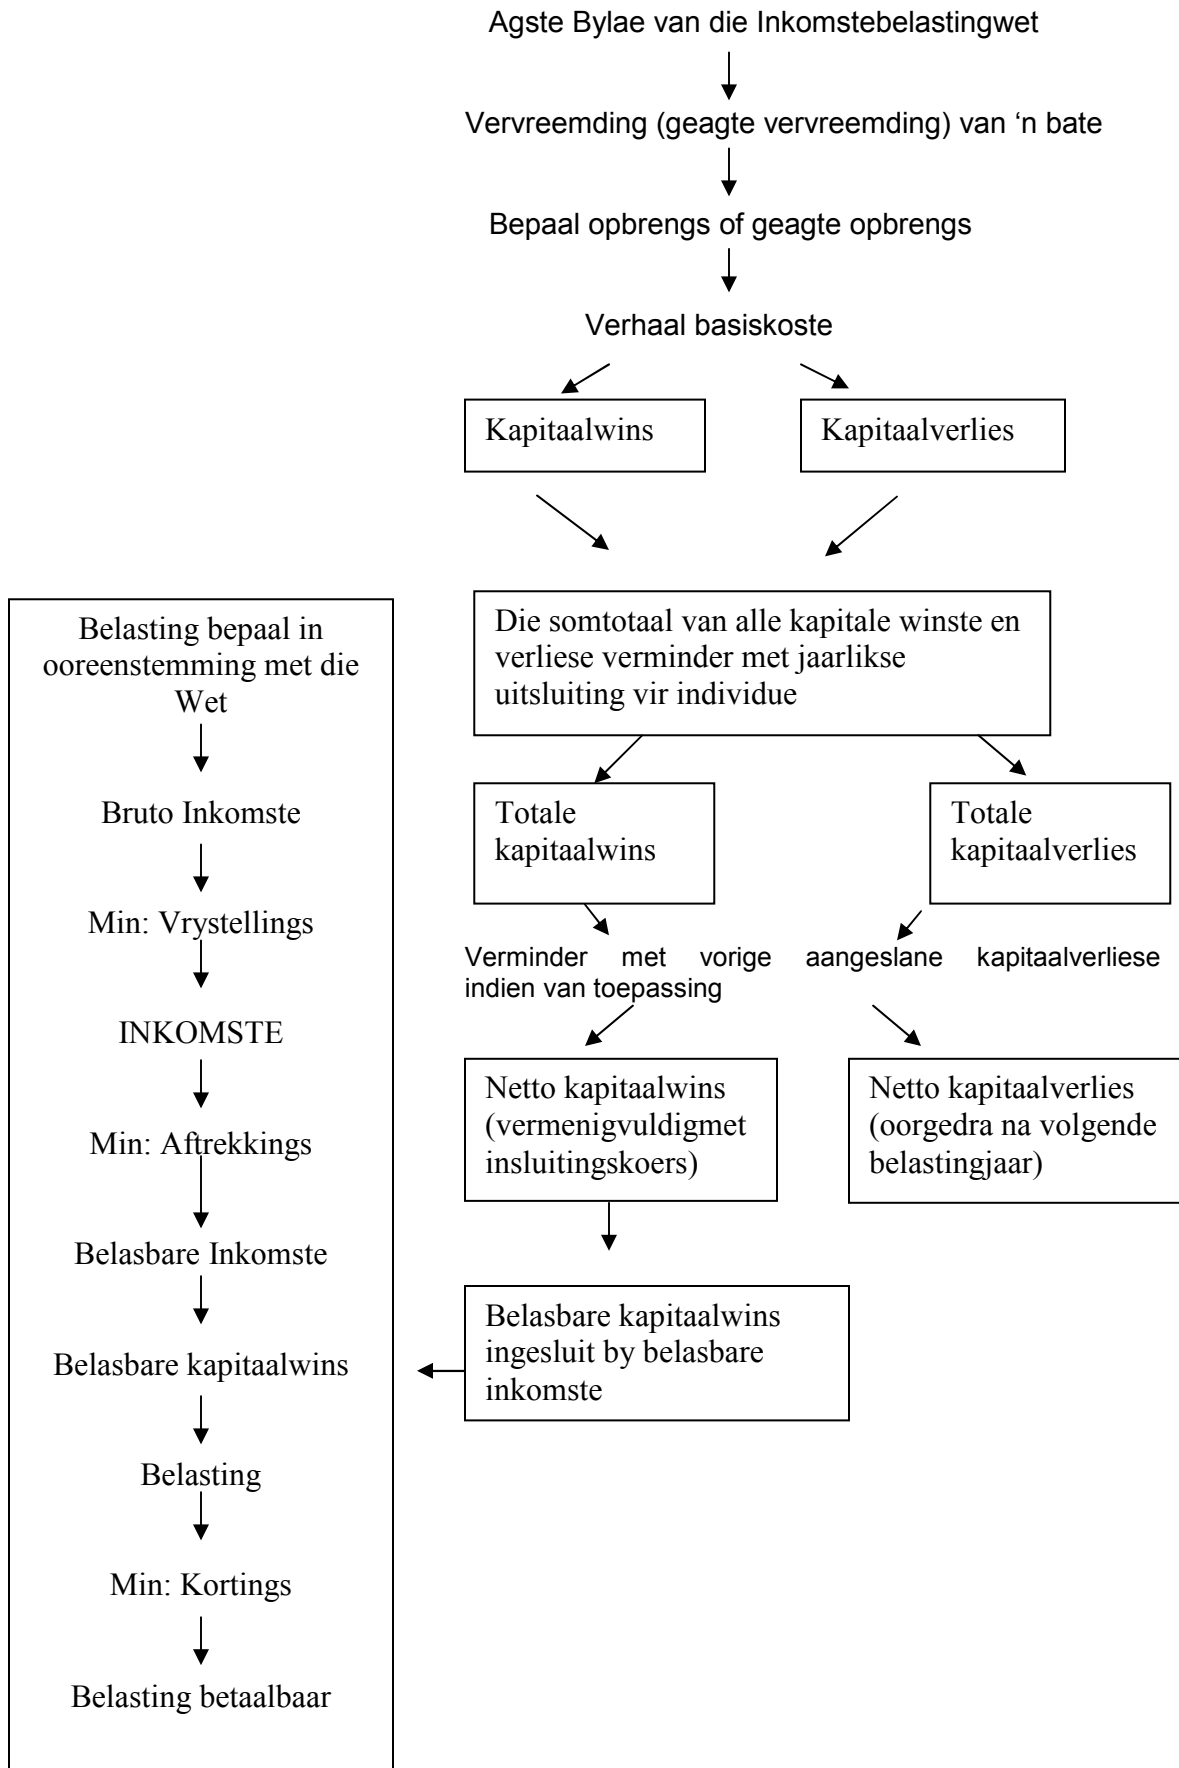 Agste Bylae van die Inkomstebelastingwet
Vervreemding (geagte vervreemding) van ‘n bate
Bepaal opbrengs of geagte opbrengs
Verhaal basiskoste
Kapitaalwins
Kapitaalverlies
Die somtotaal van alle kapitale winste en
verliese verminder met jaarlikse
uitsluiting vir individue
Totale
kapitaalwins
Totale
kapitaalverlies
Verminder met vorige aangeslane kapitaalverliese
indien van toepassing
Netto kapitaalwins
(vermenigvuldigmet
insluitingskoers)
Netto kapitaalverlies
(oorgedra na volgende
belastingjaar)
Belasbare kapitaalwins
ingesluit by belasbare
inkomste
Belasting bepaal in
ooreenstemming met die
Wet
Bruto Inkomste
Min: Vrystellings
INKOMSTE
Min: Aftrekkings
Belasbare Inkomste
Belasbare kapitaalwins
Belasting
Min: Kortings
Belasting betaalbaar